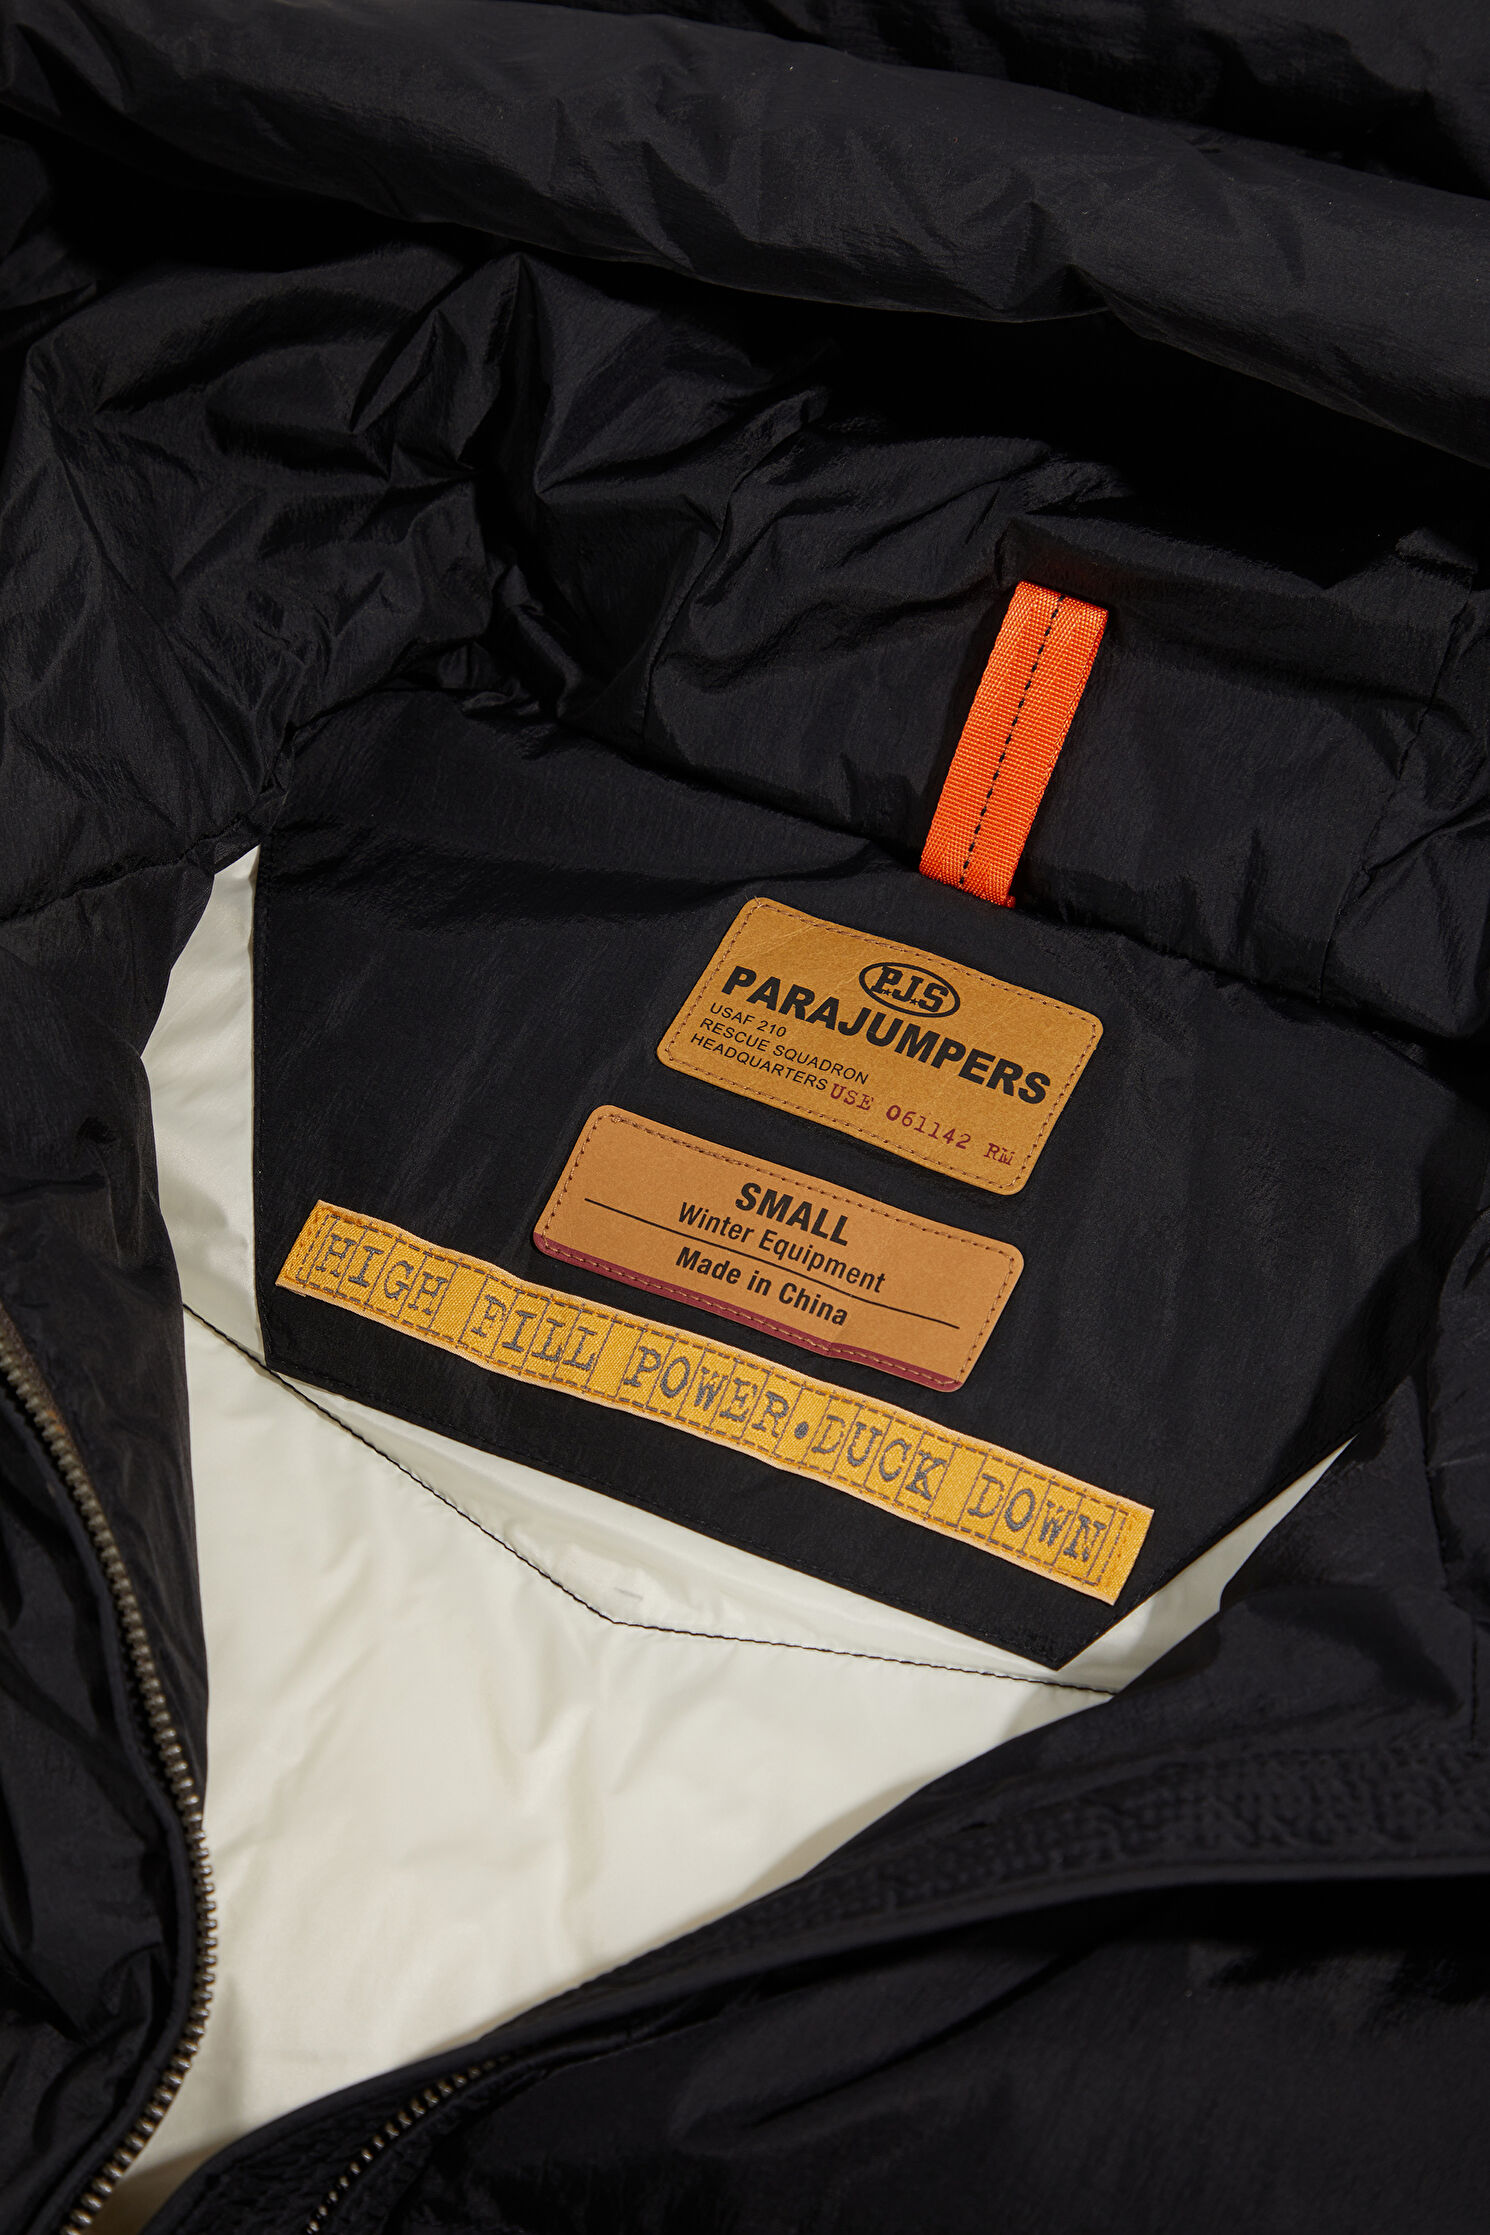 P.J.S
PARAJUMPERS
USAF 210
RESCUE SQUADRON
HEADQUARTERS USE 061142 RM
SMALL
Winter Equipment
Made in China
HIGH FILL POWER·DUCK DOWN